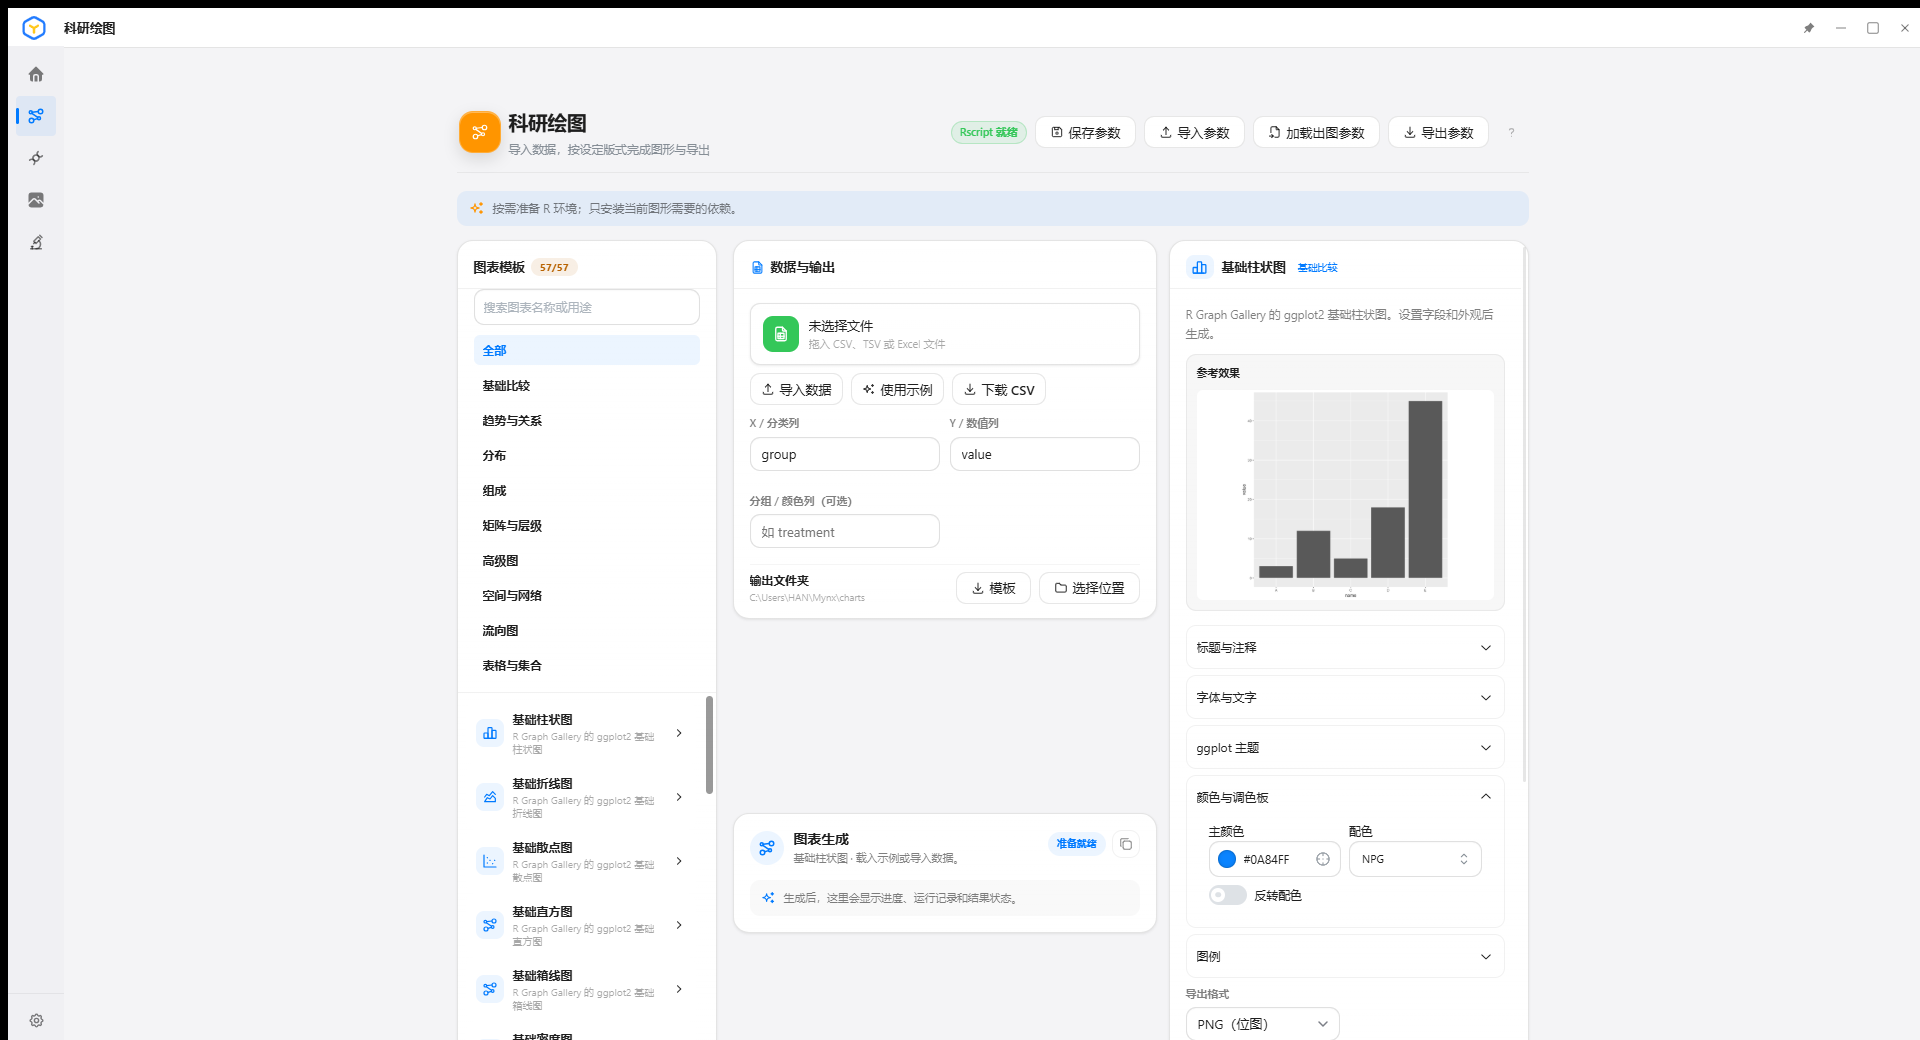 科研绘图
科研绘图
导入数据，按设定版式完成图形与导出
Rscript 就绪
保存参数
导入参数
加载出图参数
导出参数
?
按需准备 R 环境；只安装当前图形需要的依赖。
图表模板
57/57
搜索图表名称或用途
全部
基础比较
趋势与关系
分布
组成
矩阵与层级
高级图
空间与网络
流向图
表格与集合
基础柱状图
R Graph Gallery 的 ggplot2 基础
柱状图
基础折线图
R Graph Gallery 的 ggplot2 基础
折线图
基础散点图
R Graph Gallery 的 ggplot2 基础
散点图
基础直方图
R Graph Gallery 的 ggplot2 基础
直方图
基础箱线图
R Graph Gallery 的 ggplot2 基础
箱线图
基础密度图
数据与输出
未选择文件
拖入 CSV、TSV 或 Excel 文件
导入数据
使用示例
下载 CSV
X / 分类列
Y / 数值列
group
value
分组 / 颜色列（可选）
如 treatment
输出文件夹
C:\Users\HAN\Mynx\charts
模板
选择位置
图表生成
基础柱状图 · 载入示例或导入数据。
准备就绪
生成后，这里会显示进度、运行记录和结果状态。
基础柱状图
基础比较
R Graph Gallery 的 ggplot2 基础柱状图。设置字段和外观后
生成。
参考效果
value
name
标题与注释
字体与文字
ggplot 主题
颜色与调色板
主颜色
配色
#0A84FF
NPG
反转配色
图例
导出格式
PNG（位图）